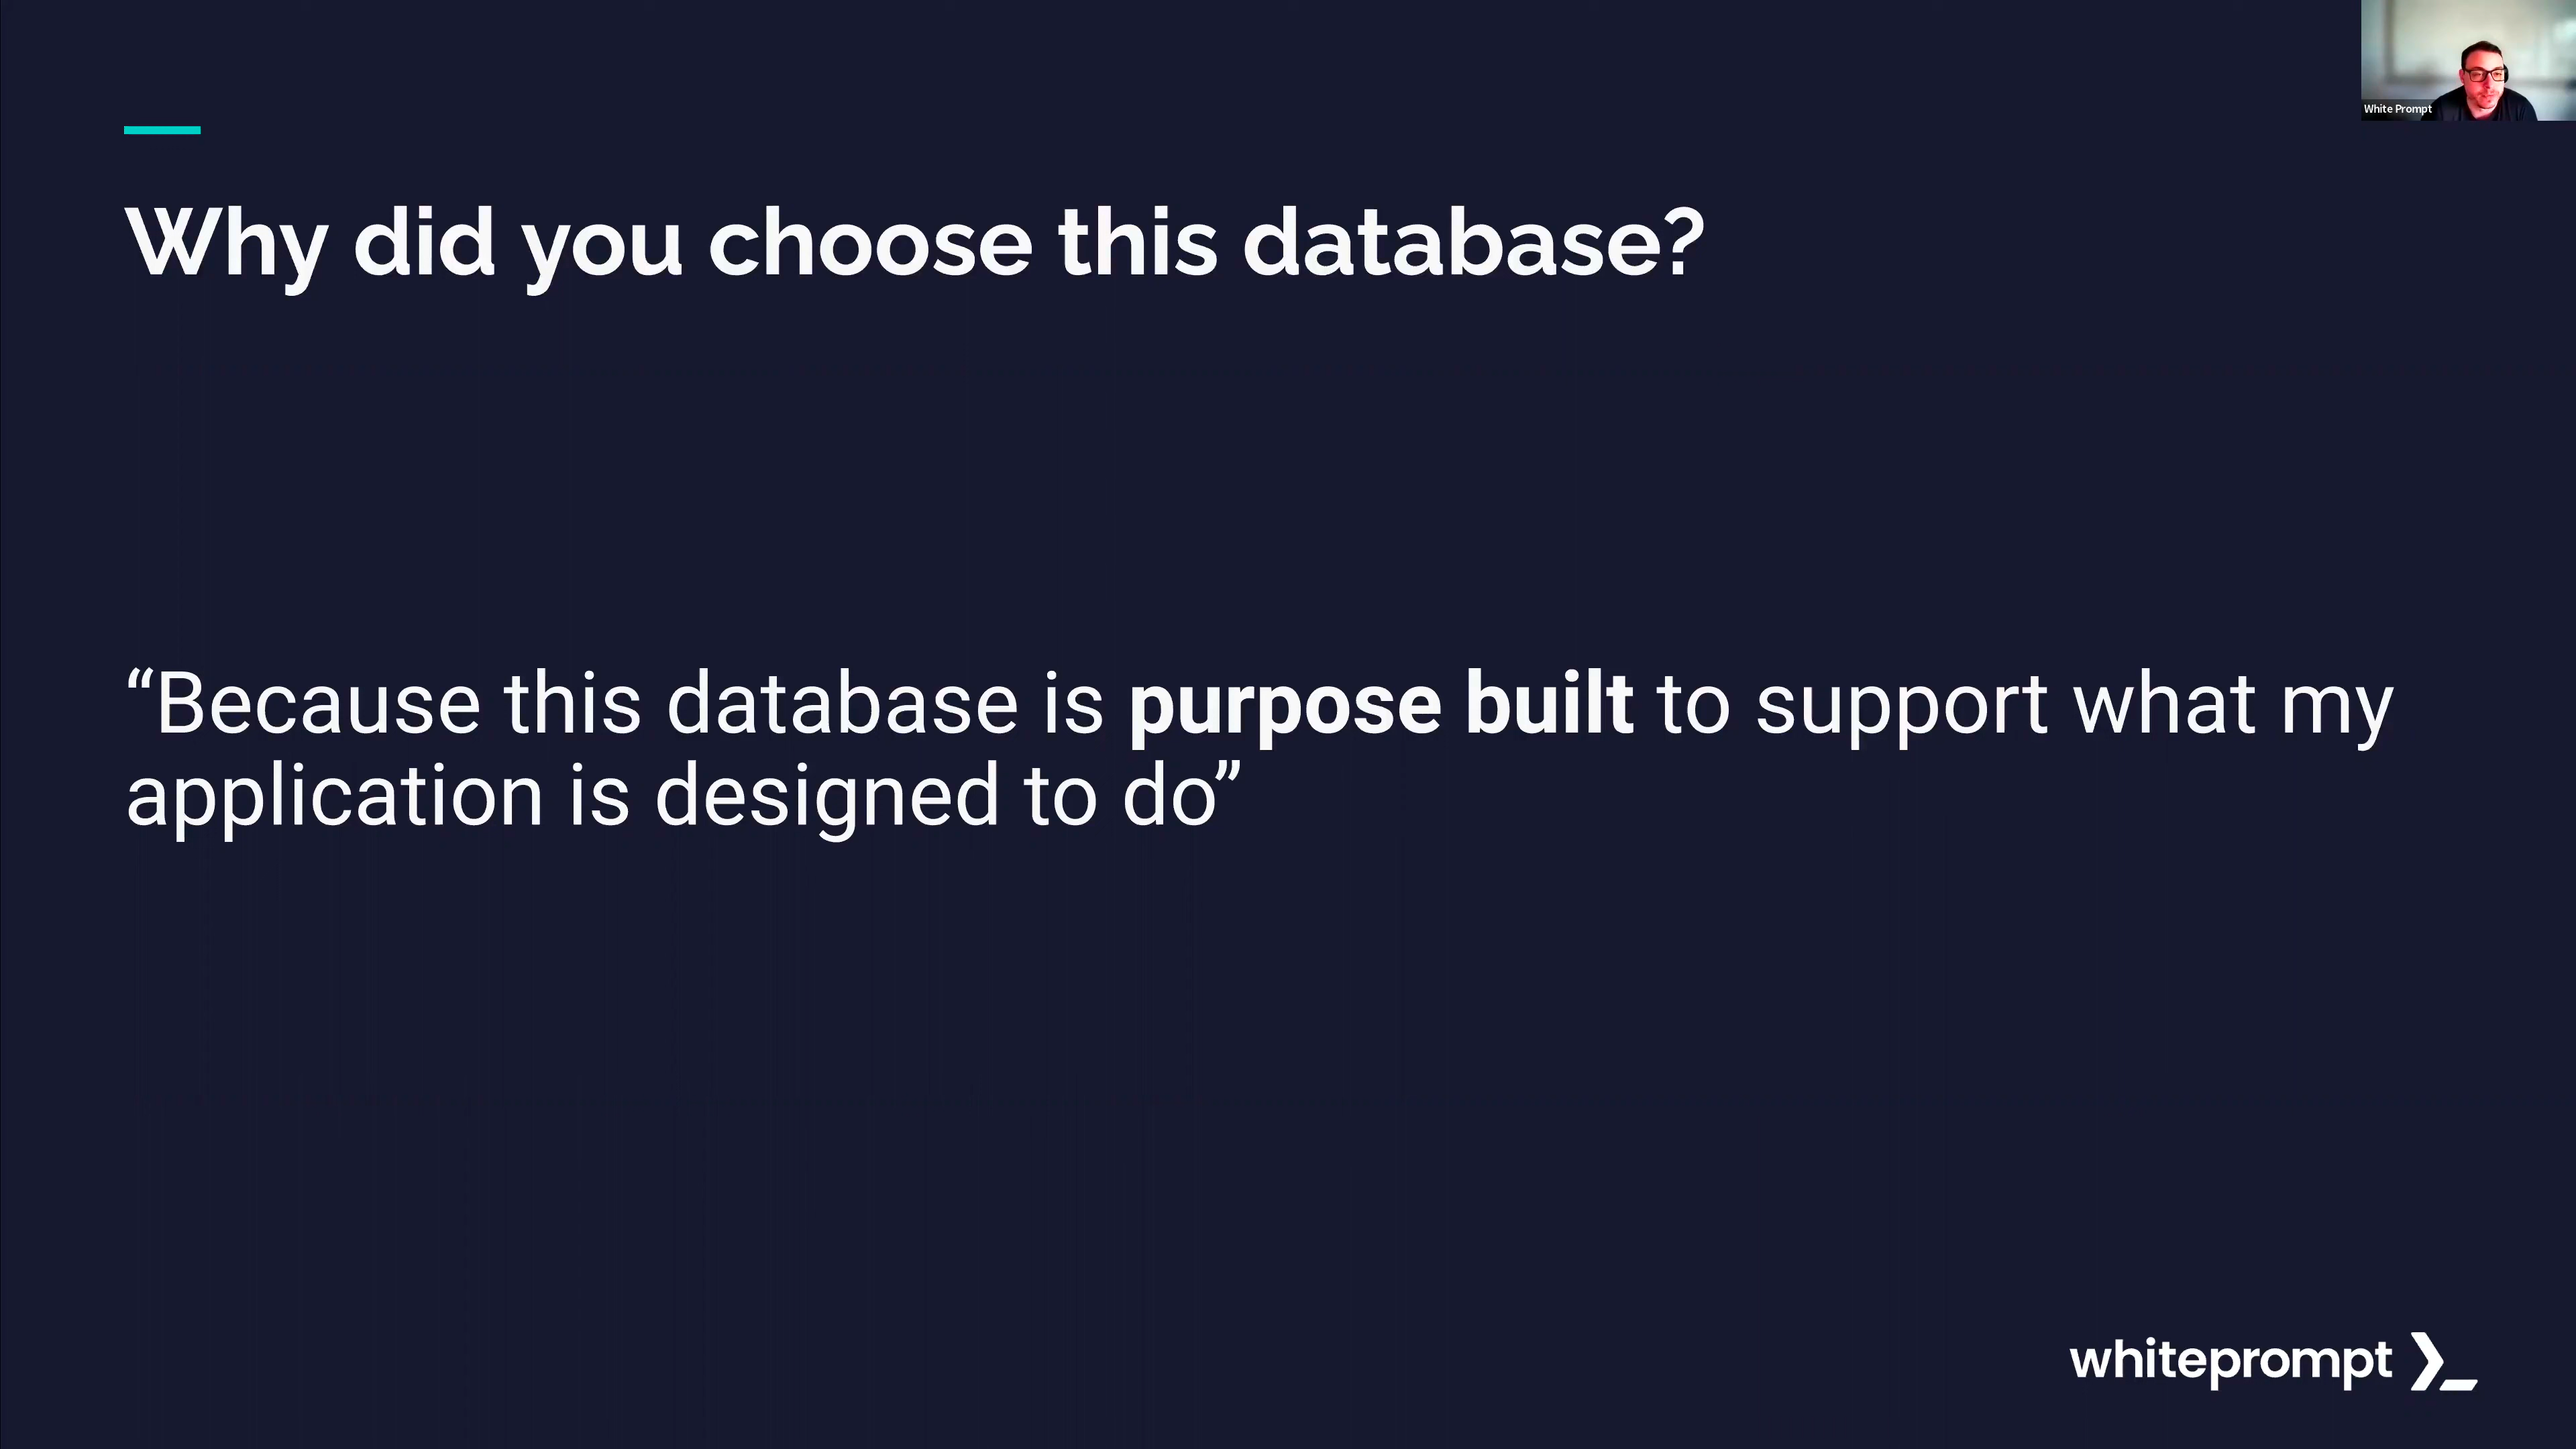 White Prompt
Why did you choose this database?
“Because this database is purpose built to support what my
application is designed to do”
whiteprompt